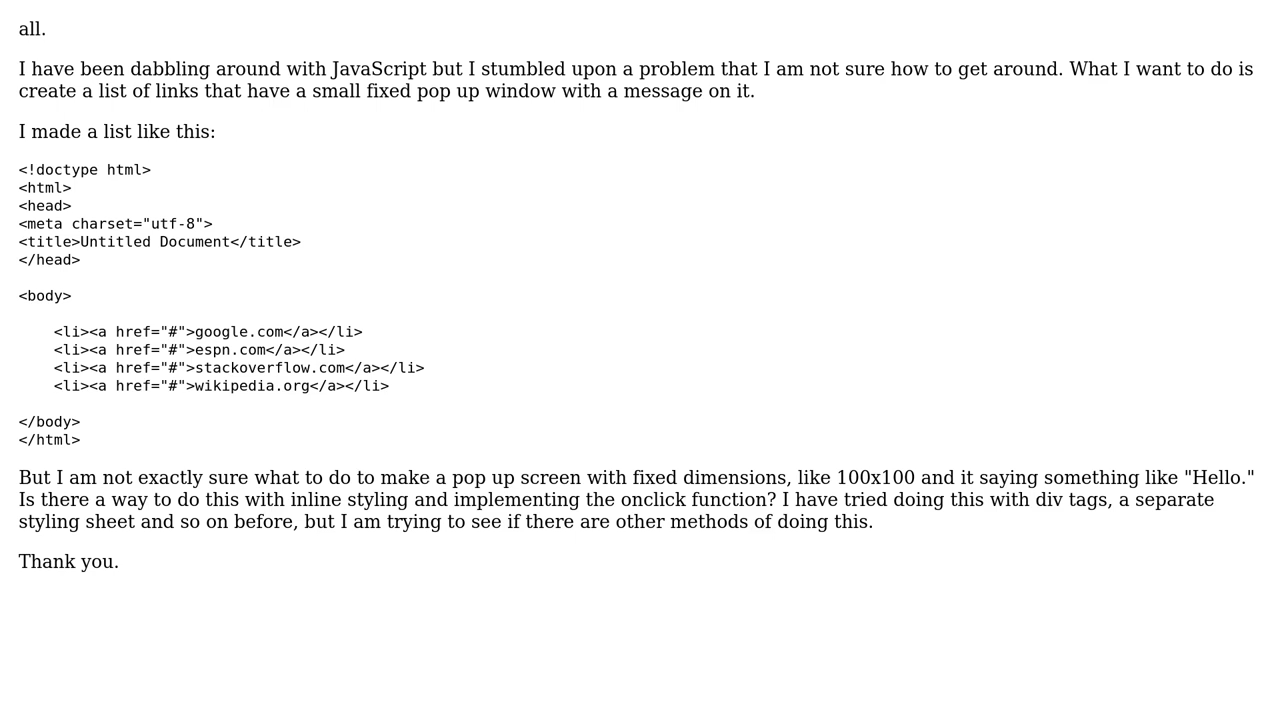 all.
I have been dabbling around with JavaScript but I stumbled upon a problem that I am not sure how to get around. What I want to do is
create a list of links that have a small fixed pop up window with a message on it.
I made a list like this:
<!doctype html>
<html>
<head>
<meta charset="utf-8">
<title>Untitled Document</title>
</head>
<body>
    <li><a href="#">google.com</a></li>
    <li><a href="#">espn.com</a></li>
    <li><a href="#">stackoverflow.com</a></li>
    <li><a href="#">wikipedia.org</a></li>
</body>
</html>
But I am not exactly sure what to do to make a pop up screen with fixed dimensions, like 100x100 and it saying something like "Hello."
Is there a way to do this with inline styling and implementing the onclick function? I have tried doing this with div tags, a separate
styling sheet and so on before, but I am trying to see if there are other methods of doing this.
Thank you.